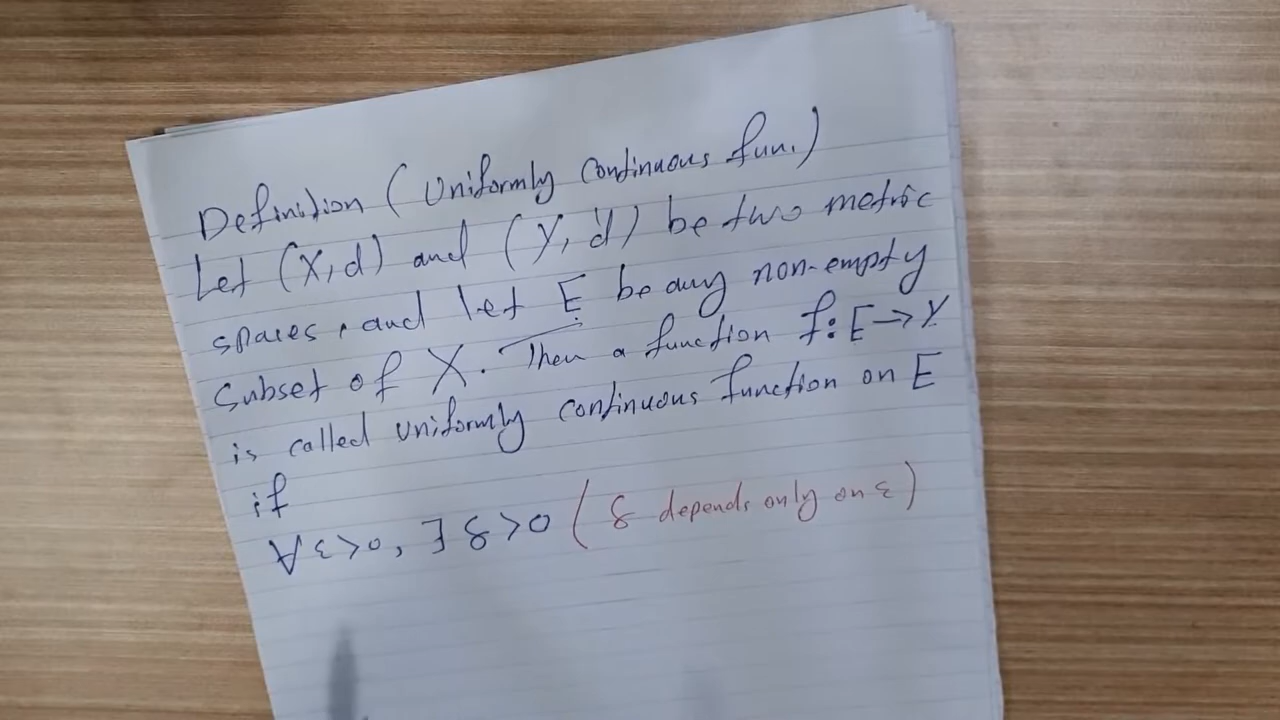 Definition (Uniformly continuous fun.)
Let (X,d) and (Y,d') be two metric
spaces, and let E be any non-empty
subset of X. Then a function f:E→Y
is called uniformly continuous function on E
if
∀ε>0, ∃ δ>0 ( δ depends only on ε)